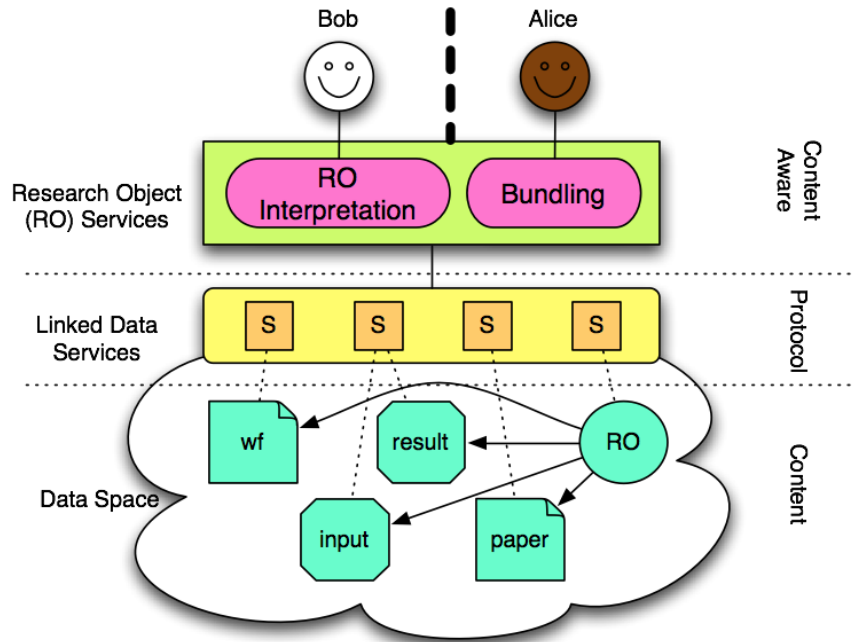 Bob
Alice
Research Object
(RO) Services
RO
Interpretation
Bundling
Content
Aware
Linked Data
Services
S
S
S
S
Protocol
wf
result
RO
Data Space
input
paper
Content